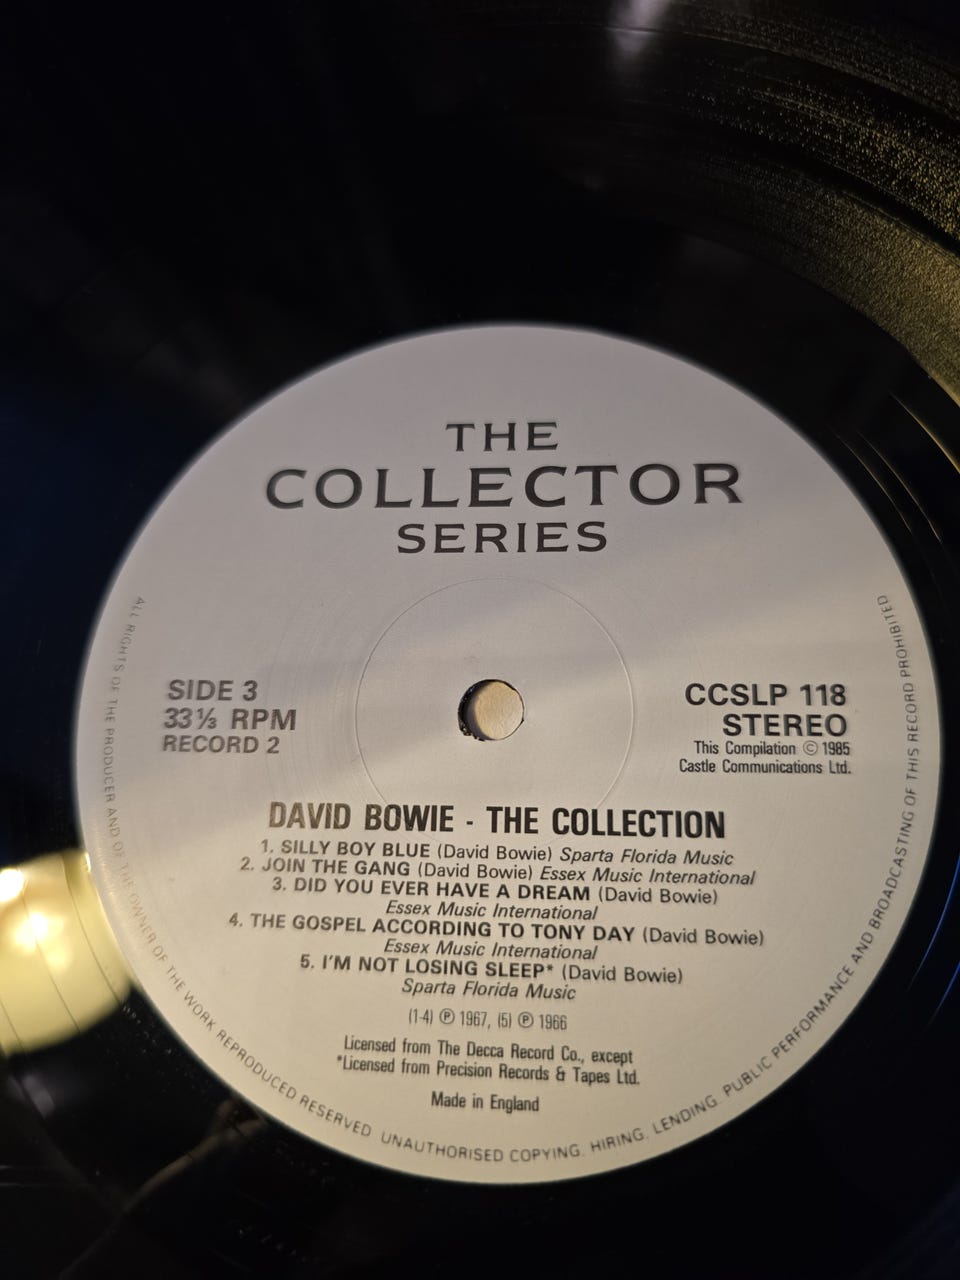 THE
COLLECTOR
SERIES
SIDE 3
33⅓ RPM
RECORD 2
CCSLP 118
STEREO
This Compilation © 1985
Castle Communications Ltd.
DAVID BOWIE - THE COLLECTION
1. SILLY BOY BLUE (David Bowie) Sparta Florida Music
2. JOIN THE GANG (David Bowie) Essex Music International
3. DID YOU EVER HAVE A DREAM (David Bowie)
Essex Music International
4. THE GOSPEL ACCORDING TO TONY DAY (David Bowie)
Essex Music International
5. I'M NOT LOSING SLEEP* (David Bowie)
Sparta Florida Music
(1-4) ℗ 1967, (5) ℗ 1966
Licensed from The Decca Record Co., except
*Licensed from Precision Records & Tapes Ltd.
Made in England
ALL RIGHTS OF THE PRODUCER AND OF THE OWNER OF THE WORK REPRODUCED RESERVED UNAUTHORISED COPYING. HIRING. LENDING. PUBLIC PERFORMANCE AND BROADCASTING OF THIS RECORD PROHIBITED